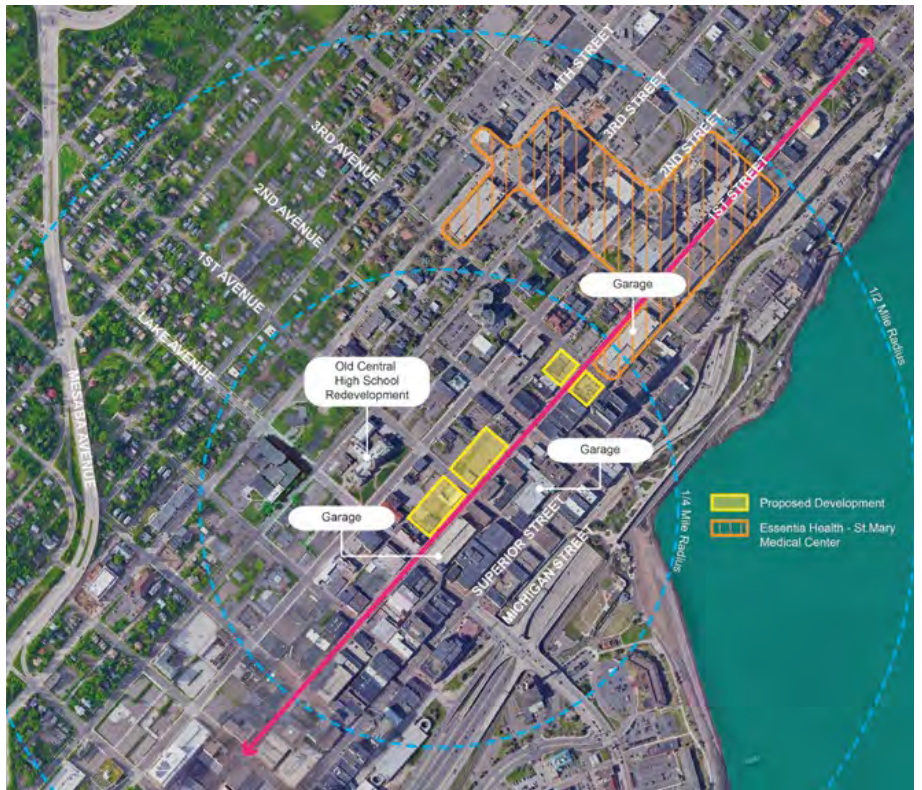 4TH STREET
3RD STREET
2ND STREET
1ST STREET
3RD AVENUE
2ND AVENUE
1ST AVENUE E
LAKE AVENUE
MESABA AVENUE
Garage
1/2 Mile Radius
Old Central
High School
Redevelopment
Garage
Garage
SUPERIOR STREET
MICHIGAN STREET
1/4 Mile Radius
Proposed Development
Essentia Health - St.Mary
Medical Center